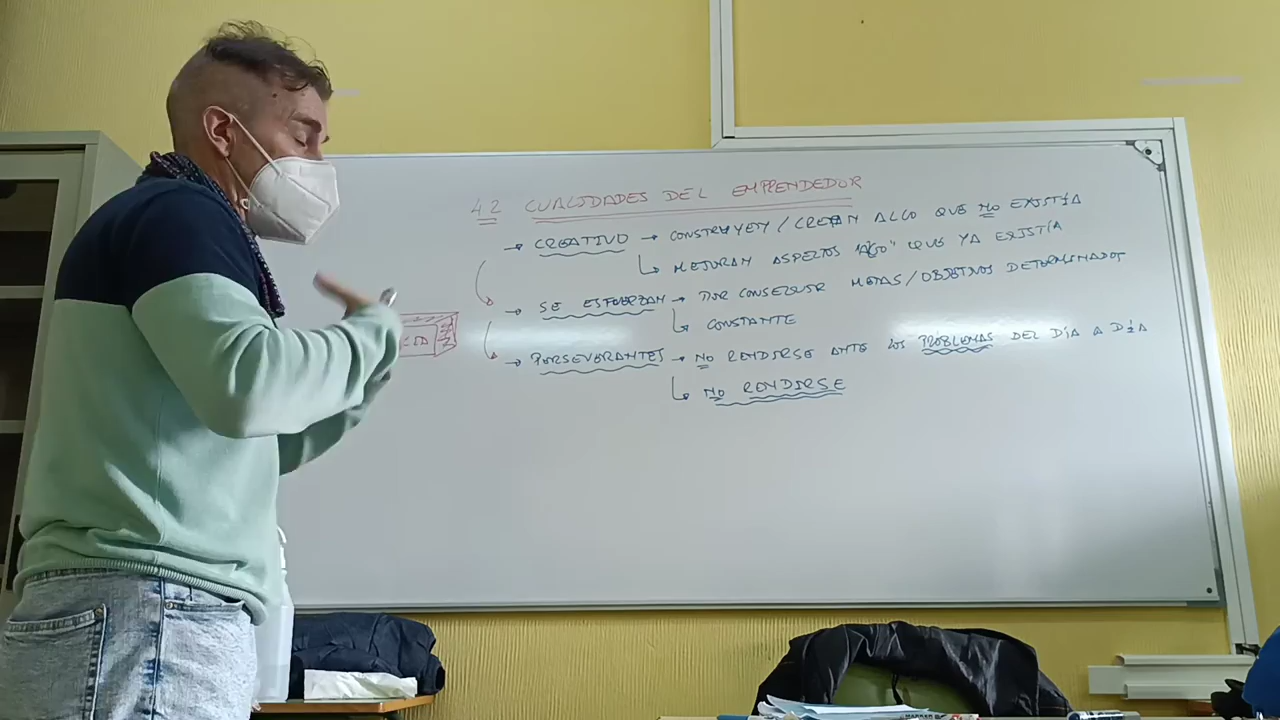 4.2 CUALIDADES DEL EMPRENDEDOR
→ CREATIVO → CONSTRUYEN / CREAN ALGO QUE NO EXISTÍA
↳ MEJORAN ASPECTOS "ALGO" QUE YA EXISTÍA
→ SE ESFUERZAN → POR CONSEGUIR METAS/OBJETIVOS DETERMINADOS
↳ CONSTANTE
→ PERSEVERANTES → NO RENDIRSE ANTE LOS PROBLEMAS DEL DÍA A DÍA
↳ NO RENDIRSE